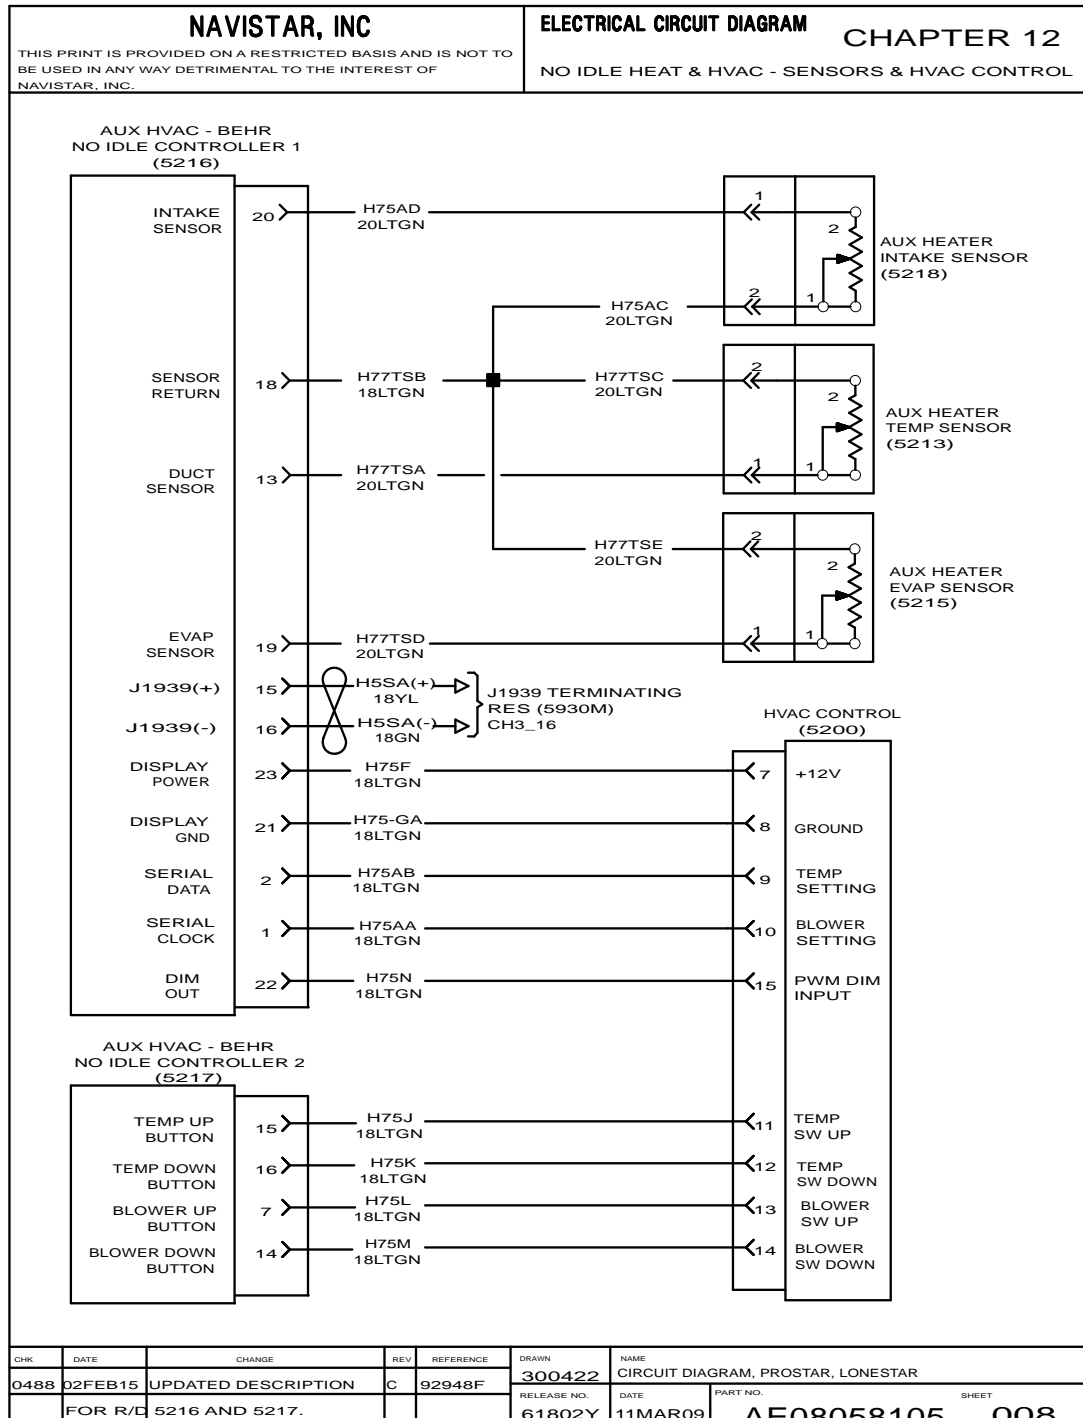 NAVISTAR, INC
THIS PRINT IS PROVIDED ON A RESTRICTED BASIS AND IS NOT TO
BE USED IN ANY WAY DETRIMENTAL TO THE INTEREST OF
NAVISTAR, INC.
ELECTRICAL CIRCUIT DIAGRAM
CHAPTER 12
NO IDLE HEAT & HVAC - SENSORS & HVAC CONTROL
AUX HVAC - BEHR
NO IDLE CONTROLLER 1
(5216)
INTAKE
SENSOR
20
H75AD
20LTGN
1
2
AUX HEATER
INTAKE SENSOR
(5218)
H75AC
20LTGN
2
1
SENSOR
RETURN
18
H77TSB
18LTGN
H77TSC
20LTGN
2
2
AUX HEATER
TEMP SENSOR
(5213)
DUCT
SENSOR
13
H77TSA
20LTGN
1
1
H77TSE
20LTGN
2
2
AUX HEATER
EVAP SENSOR
(5215)
EVAP
SENSOR
19
H77TSD
20LTGN
1
1
J1939(+)
15
H5SA(+)
18YL
J1939(-)
16
H5SA(-)
18GN
J1939 TERMINATING
RES (5930M)
CH3_16
HVAC CONTROL
(5200)
DISPLAY
POWER
23
H75F
18LTGN
7
+12V
DISPLAY
GND
21
H75-GA
18LTGN
8
GROUND
SERIAL
DATA
2
H75AB
18LTGN
9
TEMP
SETTING
SERIAL
CLOCK
1
H75AA
18LTGN
10
BLOWER
SETTING
DIM
OUT
22
H75N
18LTGN
15
PWM DIM
INPUT
AUX HVAC - BEHR
NO IDLE CONTROLLER 2
(5217)
TEMP UP
BUTTON
15
H75J
18LTGN
11
TEMP
SW UP
TEMP DOWN
BUTTON
16
H75K
18LTGN
12
TEMP
SW DOWN
BLOWER UP
BUTTON
7
H75L
18LTGN
13
BLOWER
SW UP
BLOWER DOWN
BUTTON
14
H75M
18LTGN
14
BLOWER
SW DOWN
CHK DATE CHANGE REV REFERENCE
0488 02FEB15 UPDATED DESCRIPTION C 92948F
FOR R/D 5216 AND 5217.
DRAWN
300422
NAME
CIRCUIT DIAGRAM, PROSTAR, LONESTAR
RELEASE NO.
61802Y
DATE
11MAR09
PART NO.
AE08058105
SHEET
008